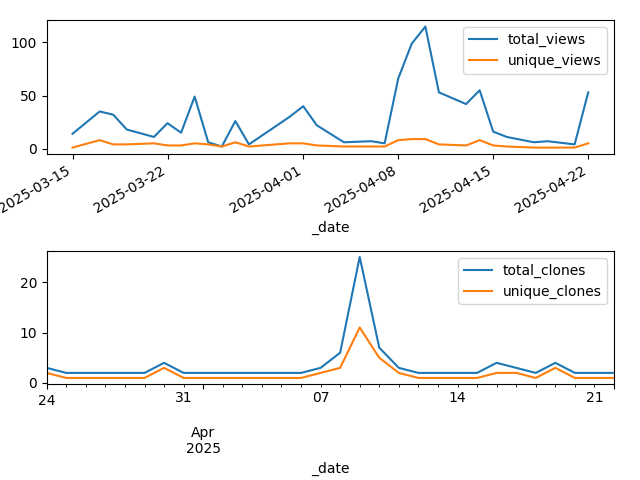 100
50
0
total_views
unique_views
2025-03-15
2025-03-22
2025-04-01
2025-04-08
2025-04-15
2025-04-22
_date
20
10
0
total_clones
unique_clones
24
31
07
14
21
Apr
2025
_date